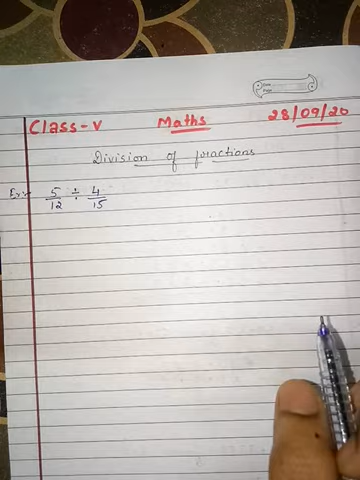 Class-V Maths 28/09/20
Division of fractions
Ex:- 5/12 ÷ 4/15